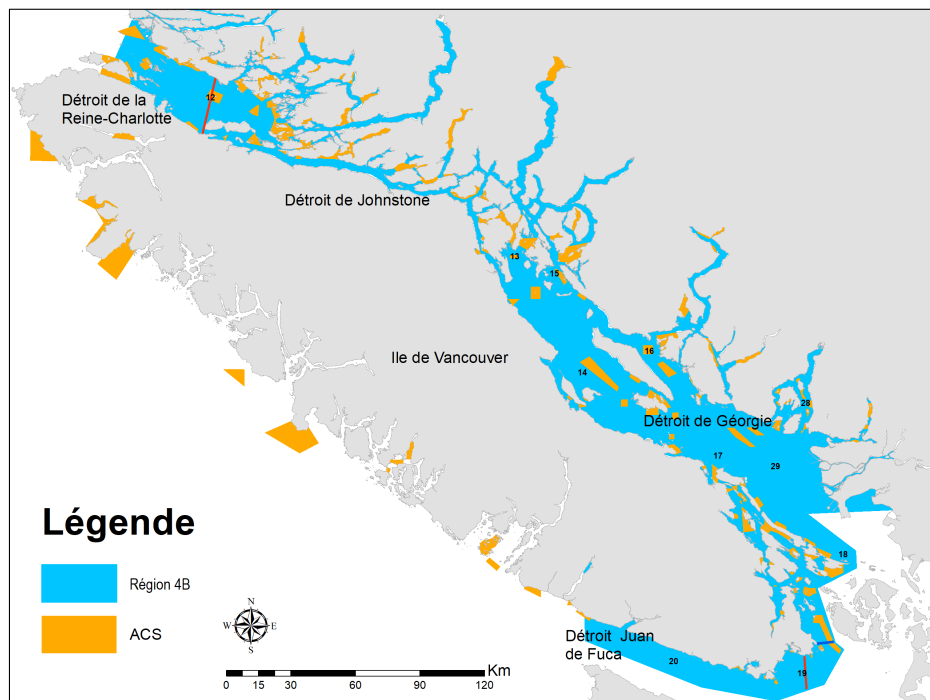 12
Détroit de la
Reine-Charlotte
Détroit de Johnstone
13
15
Ile de Vancouver
16
14
28
Détroit de Géorgie
17
29
Légende
18
Région 4B
ACS
N
W E
S
Détroit Juan
de Fuca
20
19
Km
0 15 30 60 90 120